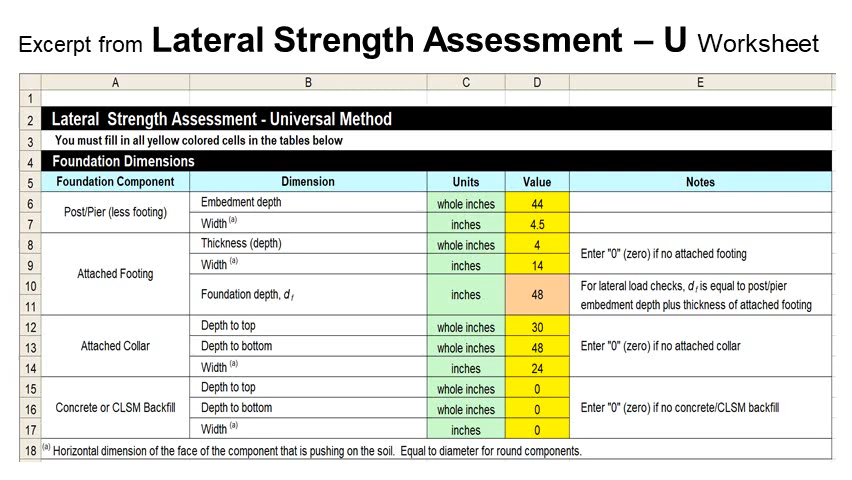 Excerpt from Lateral Strength Assessment – U Worksheet
A B C D E
1
2 Lateral Strength Assessment - Universal Method
3 You must fill in all yellow colored cells in the tables below
4 Foundation Dimensions
5 Foundation Component Dimension Units Value Notes
6 Post/Pier (less footing) Embedment depth whole inches 44
7 Width (a) inches 4.5
8 Attached Footing Thickness (depth) whole inches 4 Enter "0" (zero) if no attached footing
9 Width (a) inches 14
10 Foundation depth, d f inches 48 For lateral load checks, d f is equal to post/pier
11 embedment depth plus thickness of attached footing
12 Attached Collar Depth to top whole inches 30 Enter "0" (zero) if no attached collar
13 Depth to bottom whole inches 48
14 Width (a) inches 24
15 Concrete or CLSM Backfill Depth to top whole inches 0 Enter "0" (zero) if no concrete/CLSM backfill
16 Depth to bottom whole inches 0
17 Width (a) inches 0
18 (a) Horizontal dimension of the face of the component that is pushing on the soil. Equal to diameter for round components.